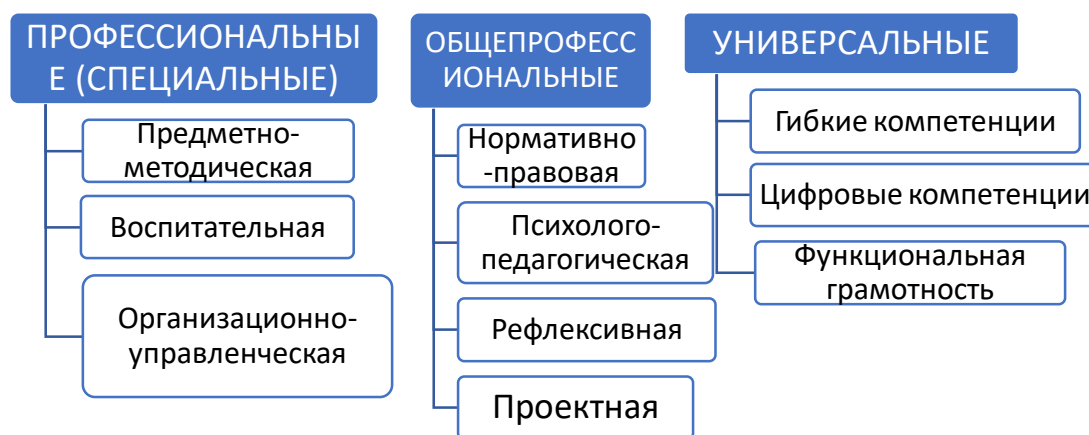 ПРОФЕССИОНАЛЬНЫ
Е (СПЕЦИАЛЬНЫЕ)
Предметно-
методическая
Воспитательная
Организационно-
управленческая
ОБЩЕПРОФЕСС
ИОНАЛЬНЫЕ
Нормативно
-правовая
Психолого-
педагогическая
Рефлексивная
Проектная
УНИВЕРСАЛЬНЫЕ
Гибкие компетенции
Цифровые компетенции
Функциональная
грамотность